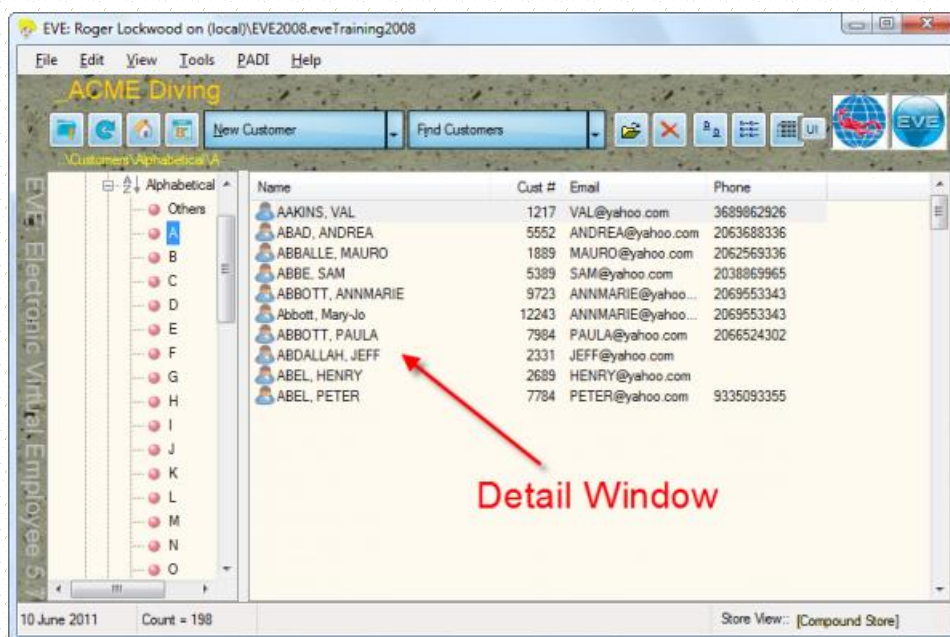 EVE: Roger Lockwood on (local)\EVE2008.eveTraining2008
File Edit View Tools PADI Help
_ACME Diving
New Customer Find Customers UI EVE
..\Customers\Alphabetical\A
EVE: Electronic Virtual Employee 5.7
Alphabetical
Others
A
B
C
D
E
F
G
H
I
J
K
L
M
N
O
Name Cust # Email Phone
AAKINS, VAL 1217 VAL@yahoo.com 3689862926
ABAD, ANDREA 5552 ANDREA@yahoo.com 2063688336
ABBALLE, MAURO 1889 MAURO@yahoo.com 2062569336
ABBE, SAM 5389 SAM@yahoo.com 2038869965
ABBOTT, ANNMARIE 9723 ANNMARIE@yahoo... 2069553343
Abbott, Mary-Jo 12243 ANNMARIE@yahoo... 2069553343
ABBOTT, PAULA 7984 PAULA@yahoo.com 2066524302
ABDALLAH, JEFF 2331 JEFF@yahoo.com
ABEL, HENRY 2689 HENRY@yahoo.com
ABEL, PETER 7784 PETER@yahoo.com 9335093355
Detail Window
10 June 2011 Count = 198 Store View:: [Compound Store]